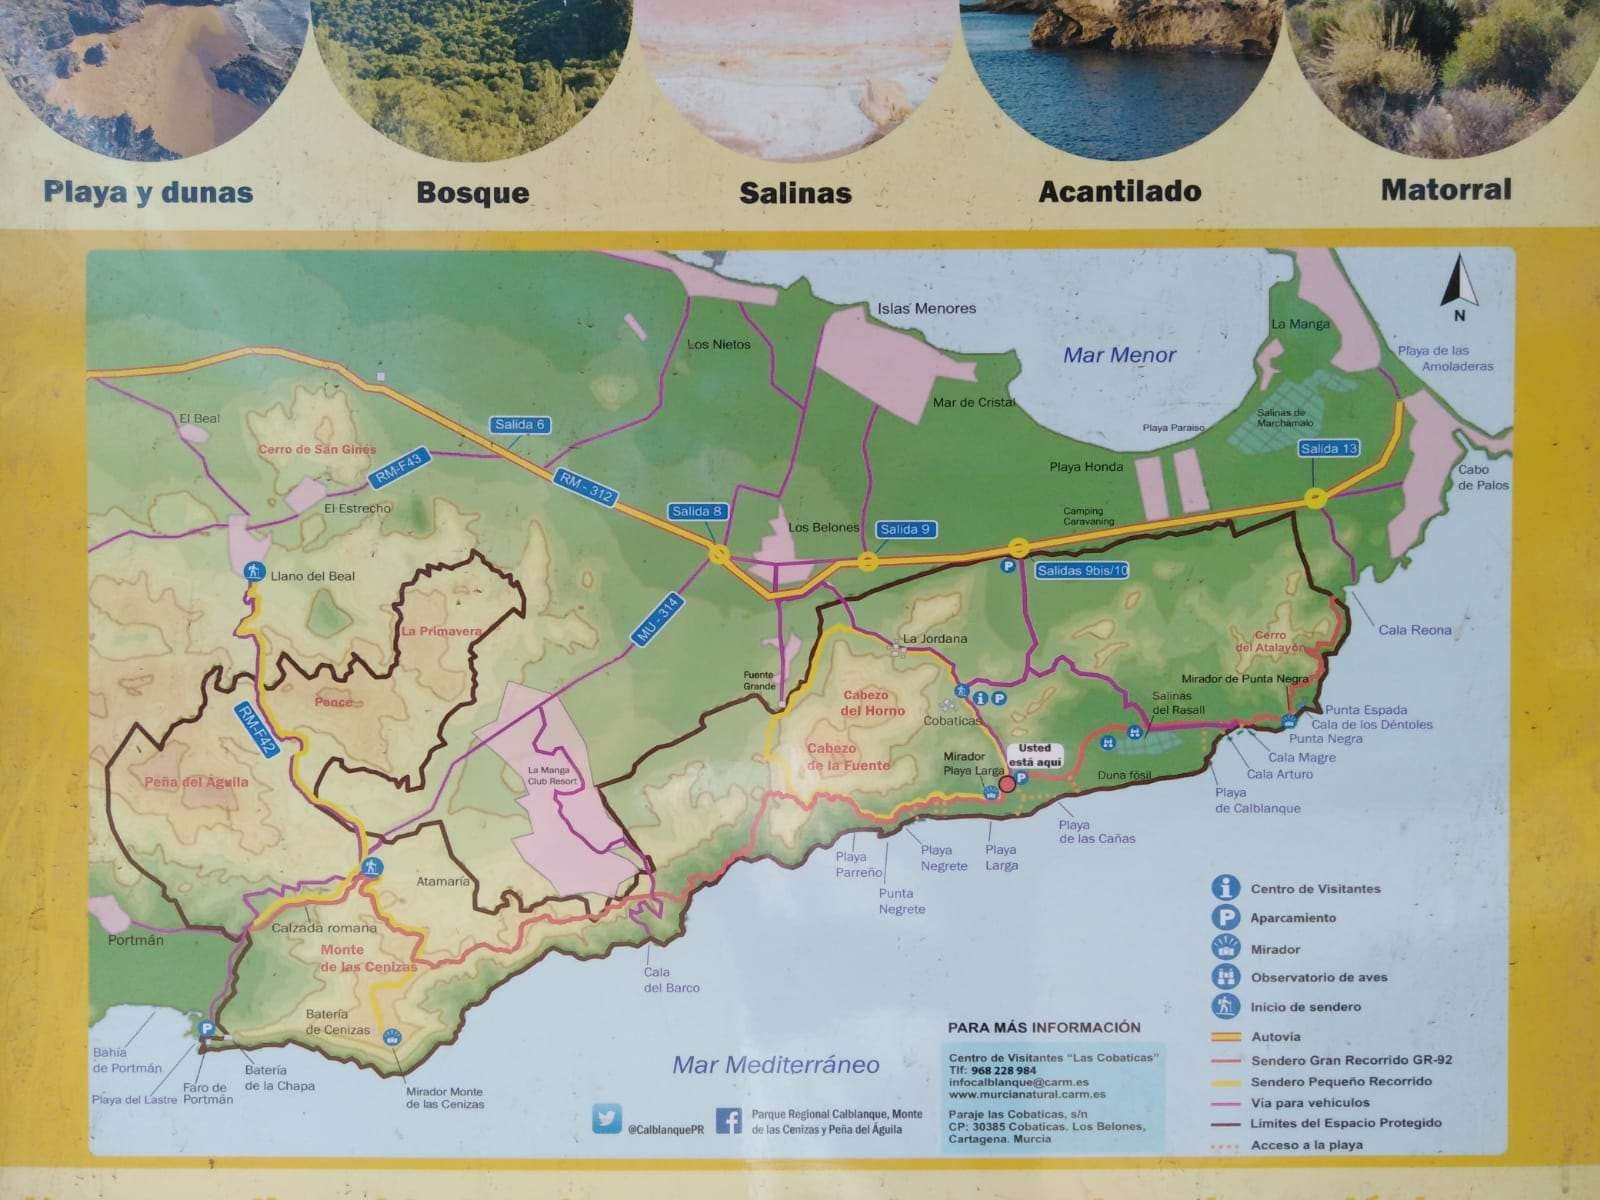 Playa y dunas
Bosque
Salinas
Acantilado
Matorral
N
Islas Menores
Mar Menor
La Manga
Playa de las
Amoladeras
Los Nietos
Mar de Cristal
Playa Paraiso
Salinas de
Marchamalo
El Beal
Salida 6
Cerro de San Ginés
RM-F43
RM - 312
Playa Honda
Salida 13
Cabo
de Palos
El Estrecho
Salida 8
Los Belones
Salida 9
Camping
Caravaning
Llano del Beal
P
Salidas 9bis/10
MU - 314
La Primavera
La Jordana
Cerro
del Atalayón
Cala Reona
Fuente
Grande
Mirador de Punta Negra
Ponce
Cabezo
del Horno
i P
Salinas
del Rasall
RM-F42
Cobaticas
Punta Espada
Cala de los Déntoles
Punta Negra
Cabezo
de la Fuente
Mirador
Playa Larga
Usted
está aquí
P
Cala Magre
Cala Arturo
Duna fósil
Peña del Águila
La Manga
Club Resort
Playa
de Calblanque
Playa
de las Cañas
Playa
Parreño
Playa
Negrete
Playa
Larga
Punta
Negrete
Atamaría
Calzada romana
Portmán
Monte
de las Cenizas
Cala
del Barco
Batería
de Cenizas
P
Bahía
de Portmán
Batería
de la Chapa
Playa del Lastre
Faro de
Portmán
Mirador Monte
de las Cenizas
Mar Mediterráneo
@CalblanquePR
Parque Regional Calblanque, Monte
de las Cenizas y Peña del Águila
PARA MÁS INFORMACIÓN
Centro de Visitantes "Las Cobaticas"
Tlf: 968 228 984
infocalblanque@carm.es
www.murcianatural.carm.es
Paraje las Cobaticas, s/n
CP: 30385 Cobaticas. Los Belones,
Cartagena. Murcia
i Centro de Visitantes
P Aparcamiento
Mirador
Observatorio de aves
Inicio de sendero
Autovía
Sendero Gran Recorrido GR-92
Sendero Pequeño Recorrido
Vía para vehículos
Límites del Espacio Protegido
Acceso a la playa